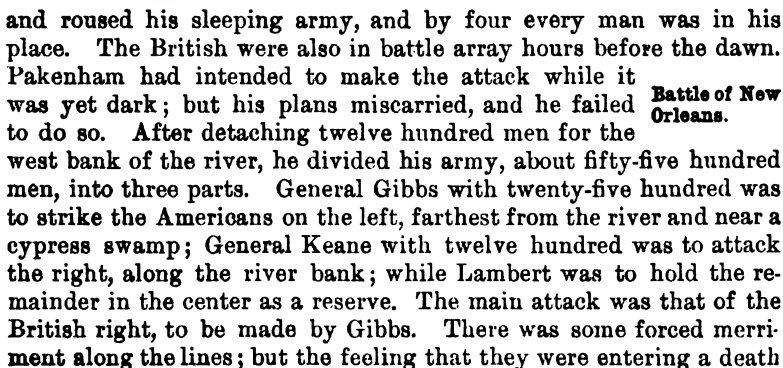 and roused his sleeping army, and by four every man was in his
place. The British were also in battle array hours before the dawn.
Pakenham had intended to make the attack while it
was yet dark; but his plans miscarried, and he failed
to do so. After detaching twelve hundred men for the
Battle of New
Orleans.
west bank of the river, he divided his army, about fifty-five hundred
men, into three parts. General Gibbs with twenty-five hundred was
to strike the Americans on the left, farthest from the river and near a
cypress swamp; General Keane with twelve hundred was to attack
the right, along the river bank; while Lambert was to hold the re-
mainder in the center as a reserve. The main attack was that of the
British right, to be made by Gibbs. There was some forced merri-
ment along the lines; but the feeling that they were entering a death